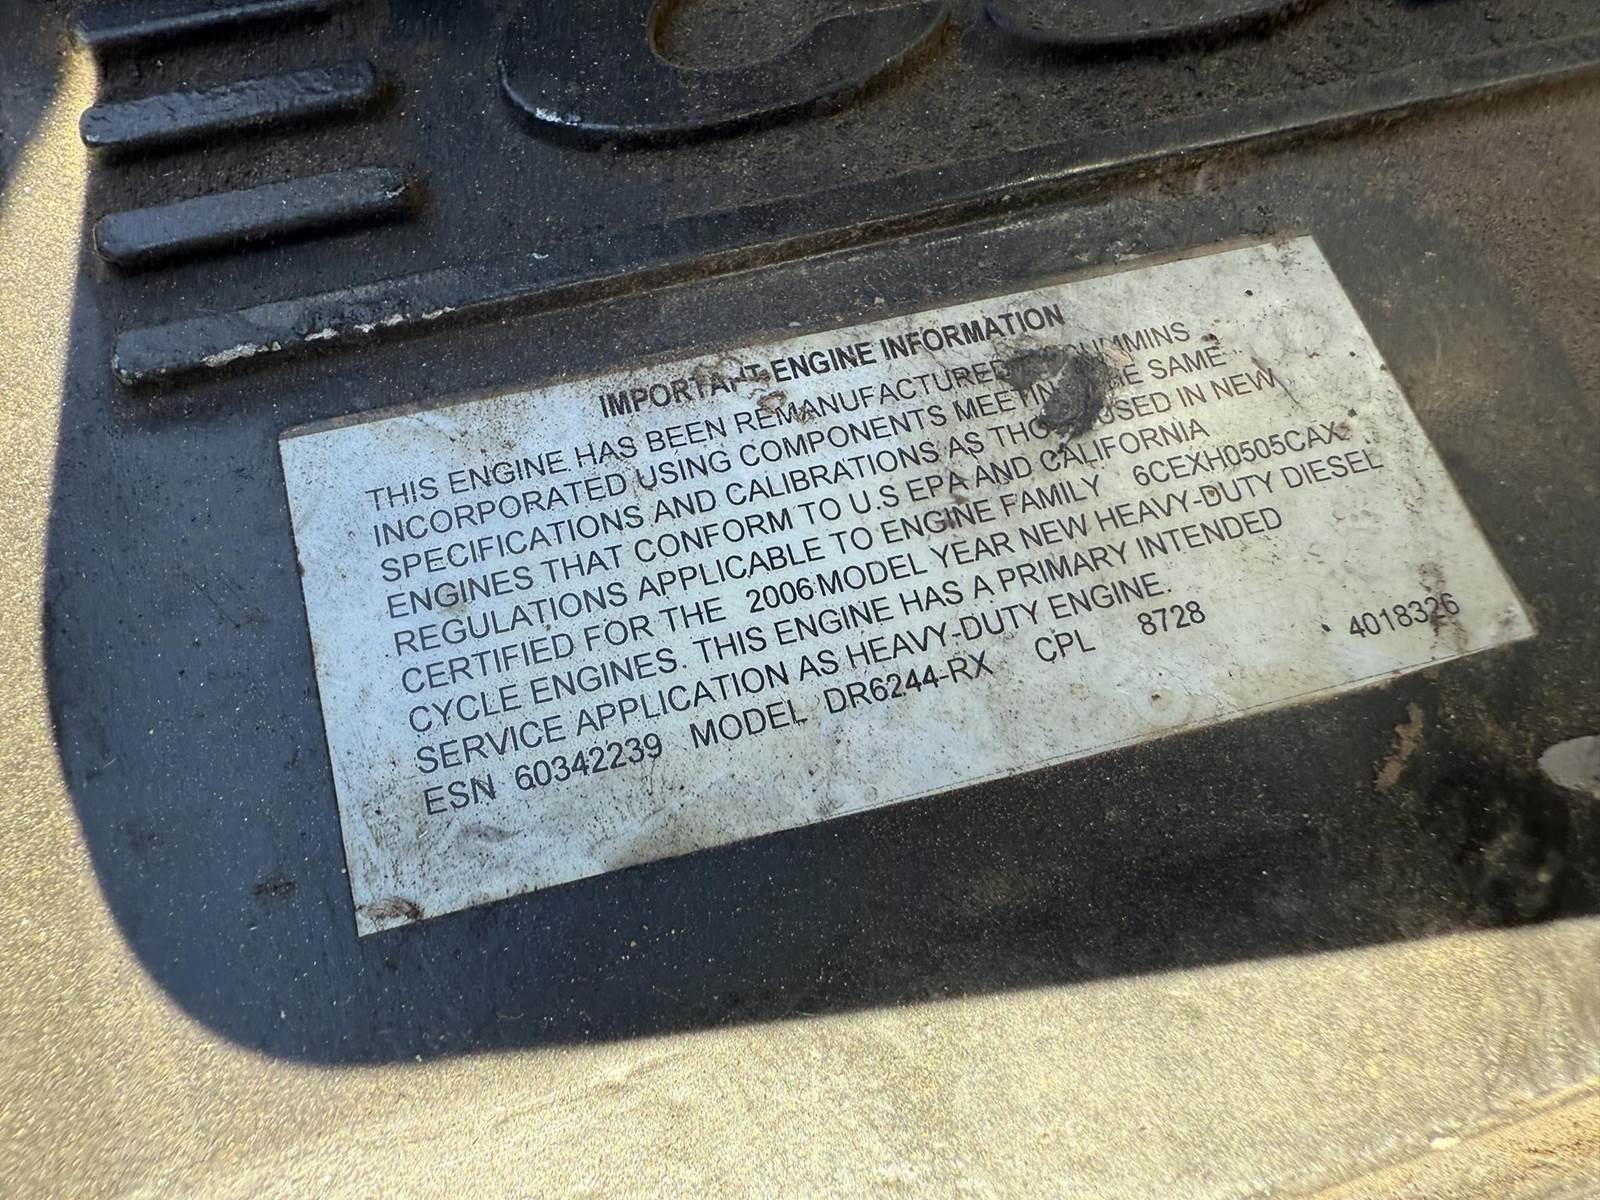 IMPORTANT ENGINE INFORMATION
THIS ENGINE HAS BEEN REMANUFACTURED CUMMINS
INCORPORATED USING COMPONENTS MEETING THE SAME
SPECIFICATIONS AND CALIBRATIONS AS THOSE USED IN NEW
ENGINES THAT CONFORM TO U.S EPA AND CALIFORNIA
REGULATIONS APPLICABLE TO ENGINE FAMILY 6CEXH0505CAX
CERTIFIED FOR THE 2006 MODEL YEAR NEW HEAVY-DUTY DIESEL
CYCLE ENGINES. THIS ENGINE HAS A PRIMARY INTENDED
SERVICE APPLICATION AS HEAVY-DUTY ENGINE.
ESN 60342239 MODEL DR6244-RX CPL 8728 4018326